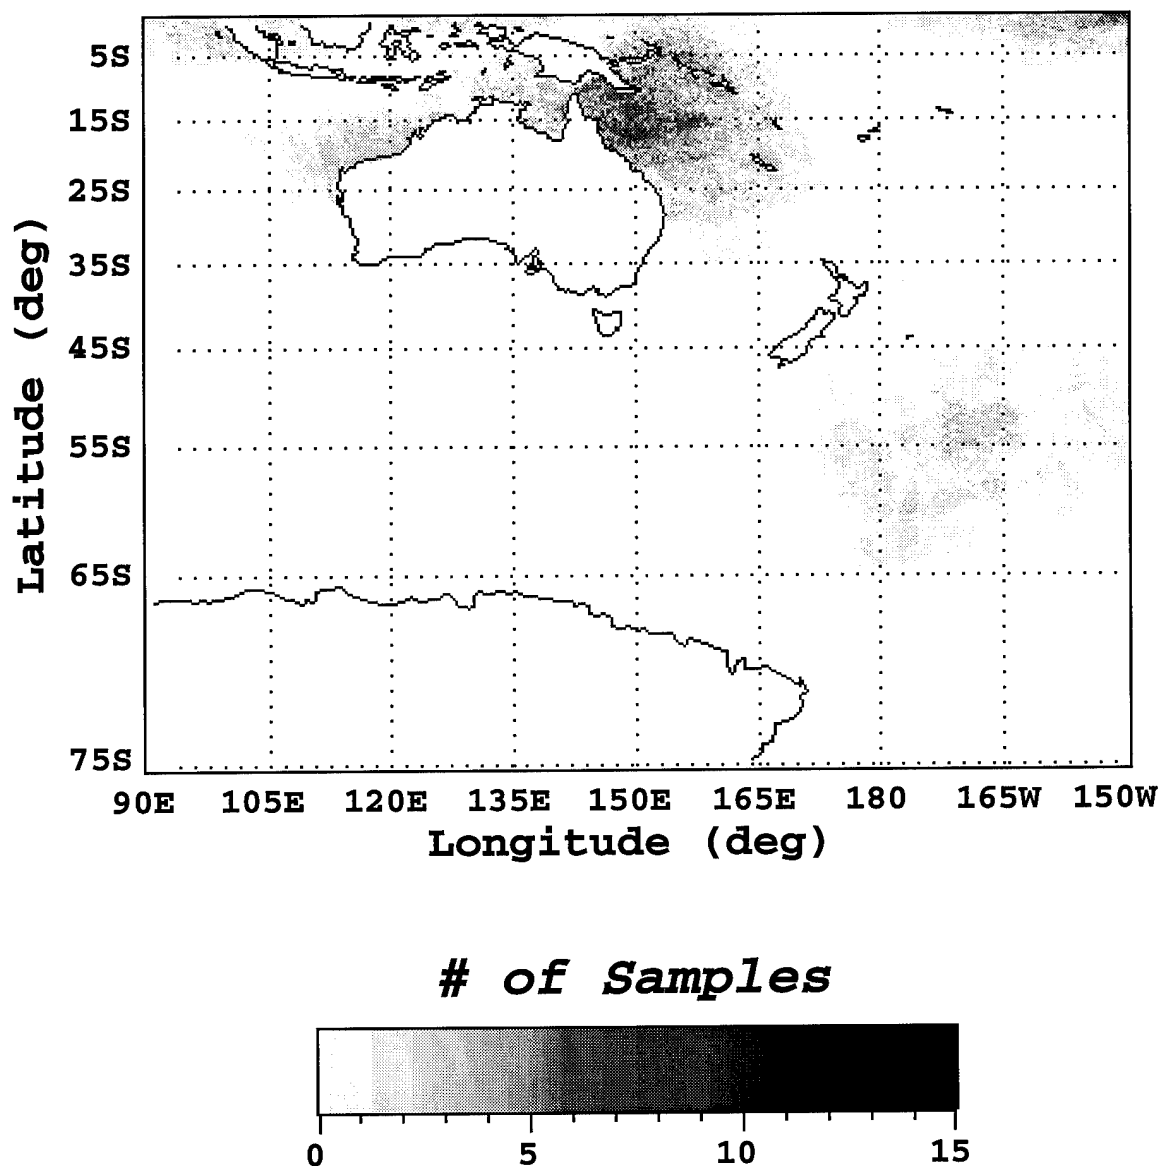 5S
15S
25S
35S
45S
55S
65S
75S
Latitude (deg)
90E 105E 120E 135E 150E 165E 180 165W 150W
Longitude (deg)
# of Samples
0 5 10 15